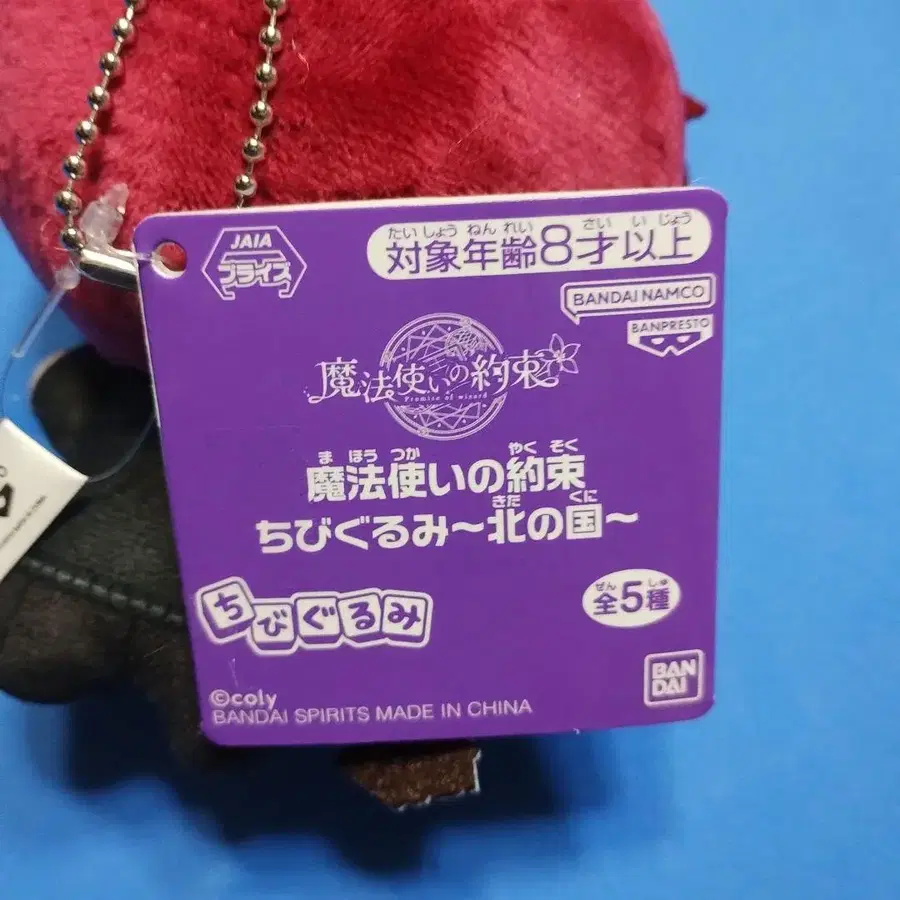 JAIA
プライズ
たいしょう ねん れい さい い じょう
対象年齢8才以上
BANDAI NAMCO
BANPRESTO
魔法使いの約束
Promise of wizard
ま ほう つか やく そく
魔法使いの約束
きた くに
ちびぐるみ〜北の国〜
ちびぐるみ
ぜん しゅ
全5種
©coly
BANDAI SPIRITS MADE IN CHINA
BAN
DAI